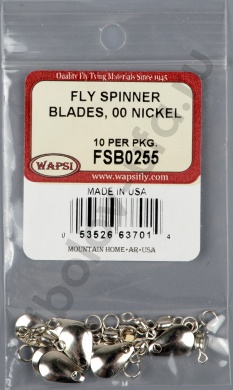 Quality Fly Tying Materials Since 1945
FLY SPINNER
BLADES, 00 NICKEL
10 PER PKG.
WAPSI
FSB0255
www.wapsifly.com
MADE IN USA
0 53526 63701 4
MOUNTAIN HOME • AR • USA